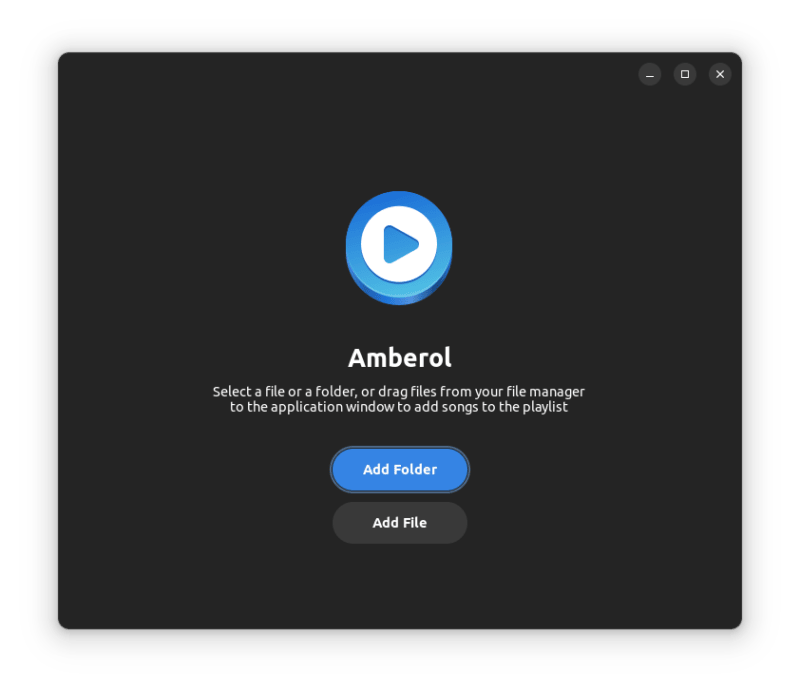 Amberol
Select a file or a folder, or drag files from your file manager
to the application window to add songs to the playlist
Add Folder
Add File